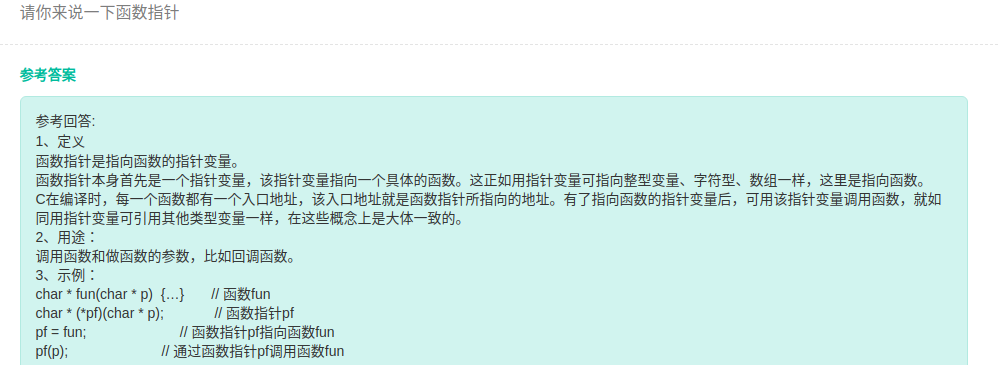 请你来说一下函数指针
参考答案
参考回答:
1、定义
函数指针是指向函数的指针变量。
函数指针本身首先是一个指针变量，该指针变量指向一个具体的函数。这正如用指针变量可指向整型变量、字符型、数组一样，这里是指向函数。
C在编译时，每一个函数都有一个入口地址，该入口地址就是函数指针所指向的地址。有了指向函数的指针变量后，可用该指针变量调用函数，就如
同用指针变量可引用其他类型变量一样，在这些概念上是大体一致的。
2、用途：
调用函数和做函数的参数，比如回调函数。
3、示例：
char * fun(char * p) {…} // 函数fun
char * (*pf)(char * p); // 函数指针pf
pf = fun; // 函数指针pf指向函数fun
pf(p); // 通过函数指针pf调用函数fun